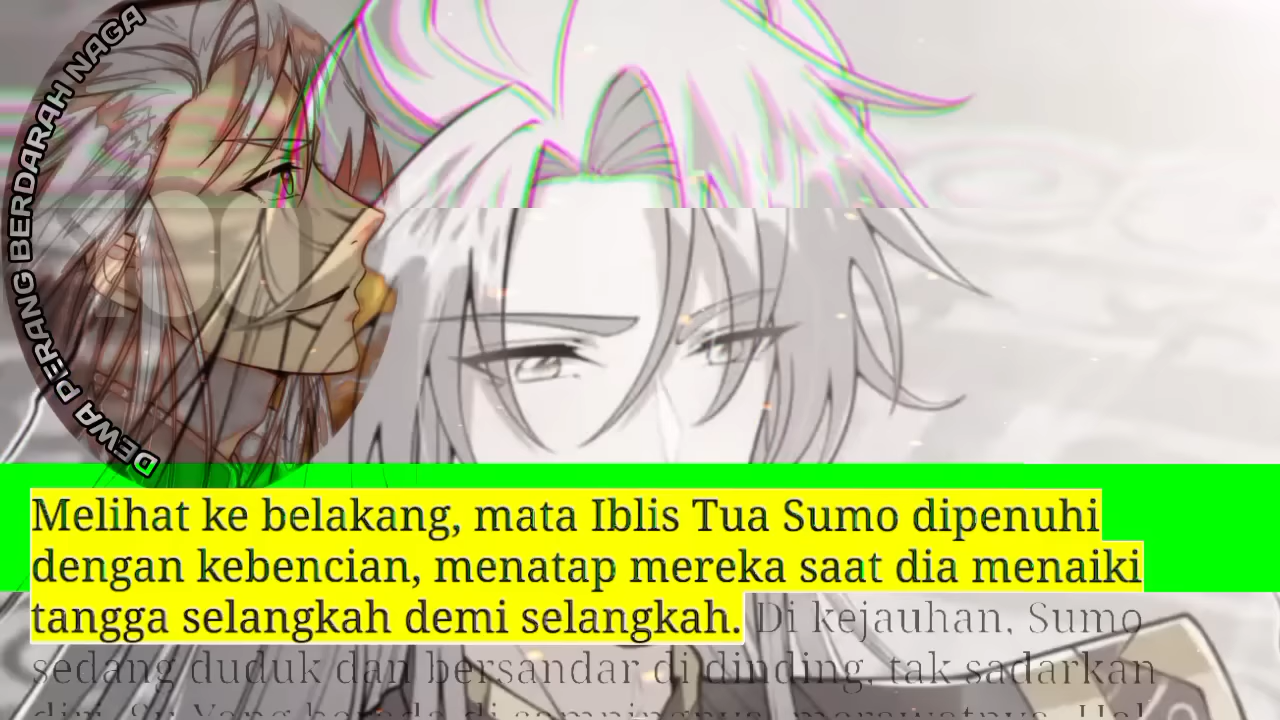 DEWA PERANG BERDARAH NAGA
Melihat ke belakang, mata Iblis Tua Sumo dipenuhi
dengan kebencian, menatap mereka saat dia menaiki
tangga selangkah demi selangkah. Di kejauhan, Sumo
sedang duduk dan bersandar di dinding, tak sadarkan